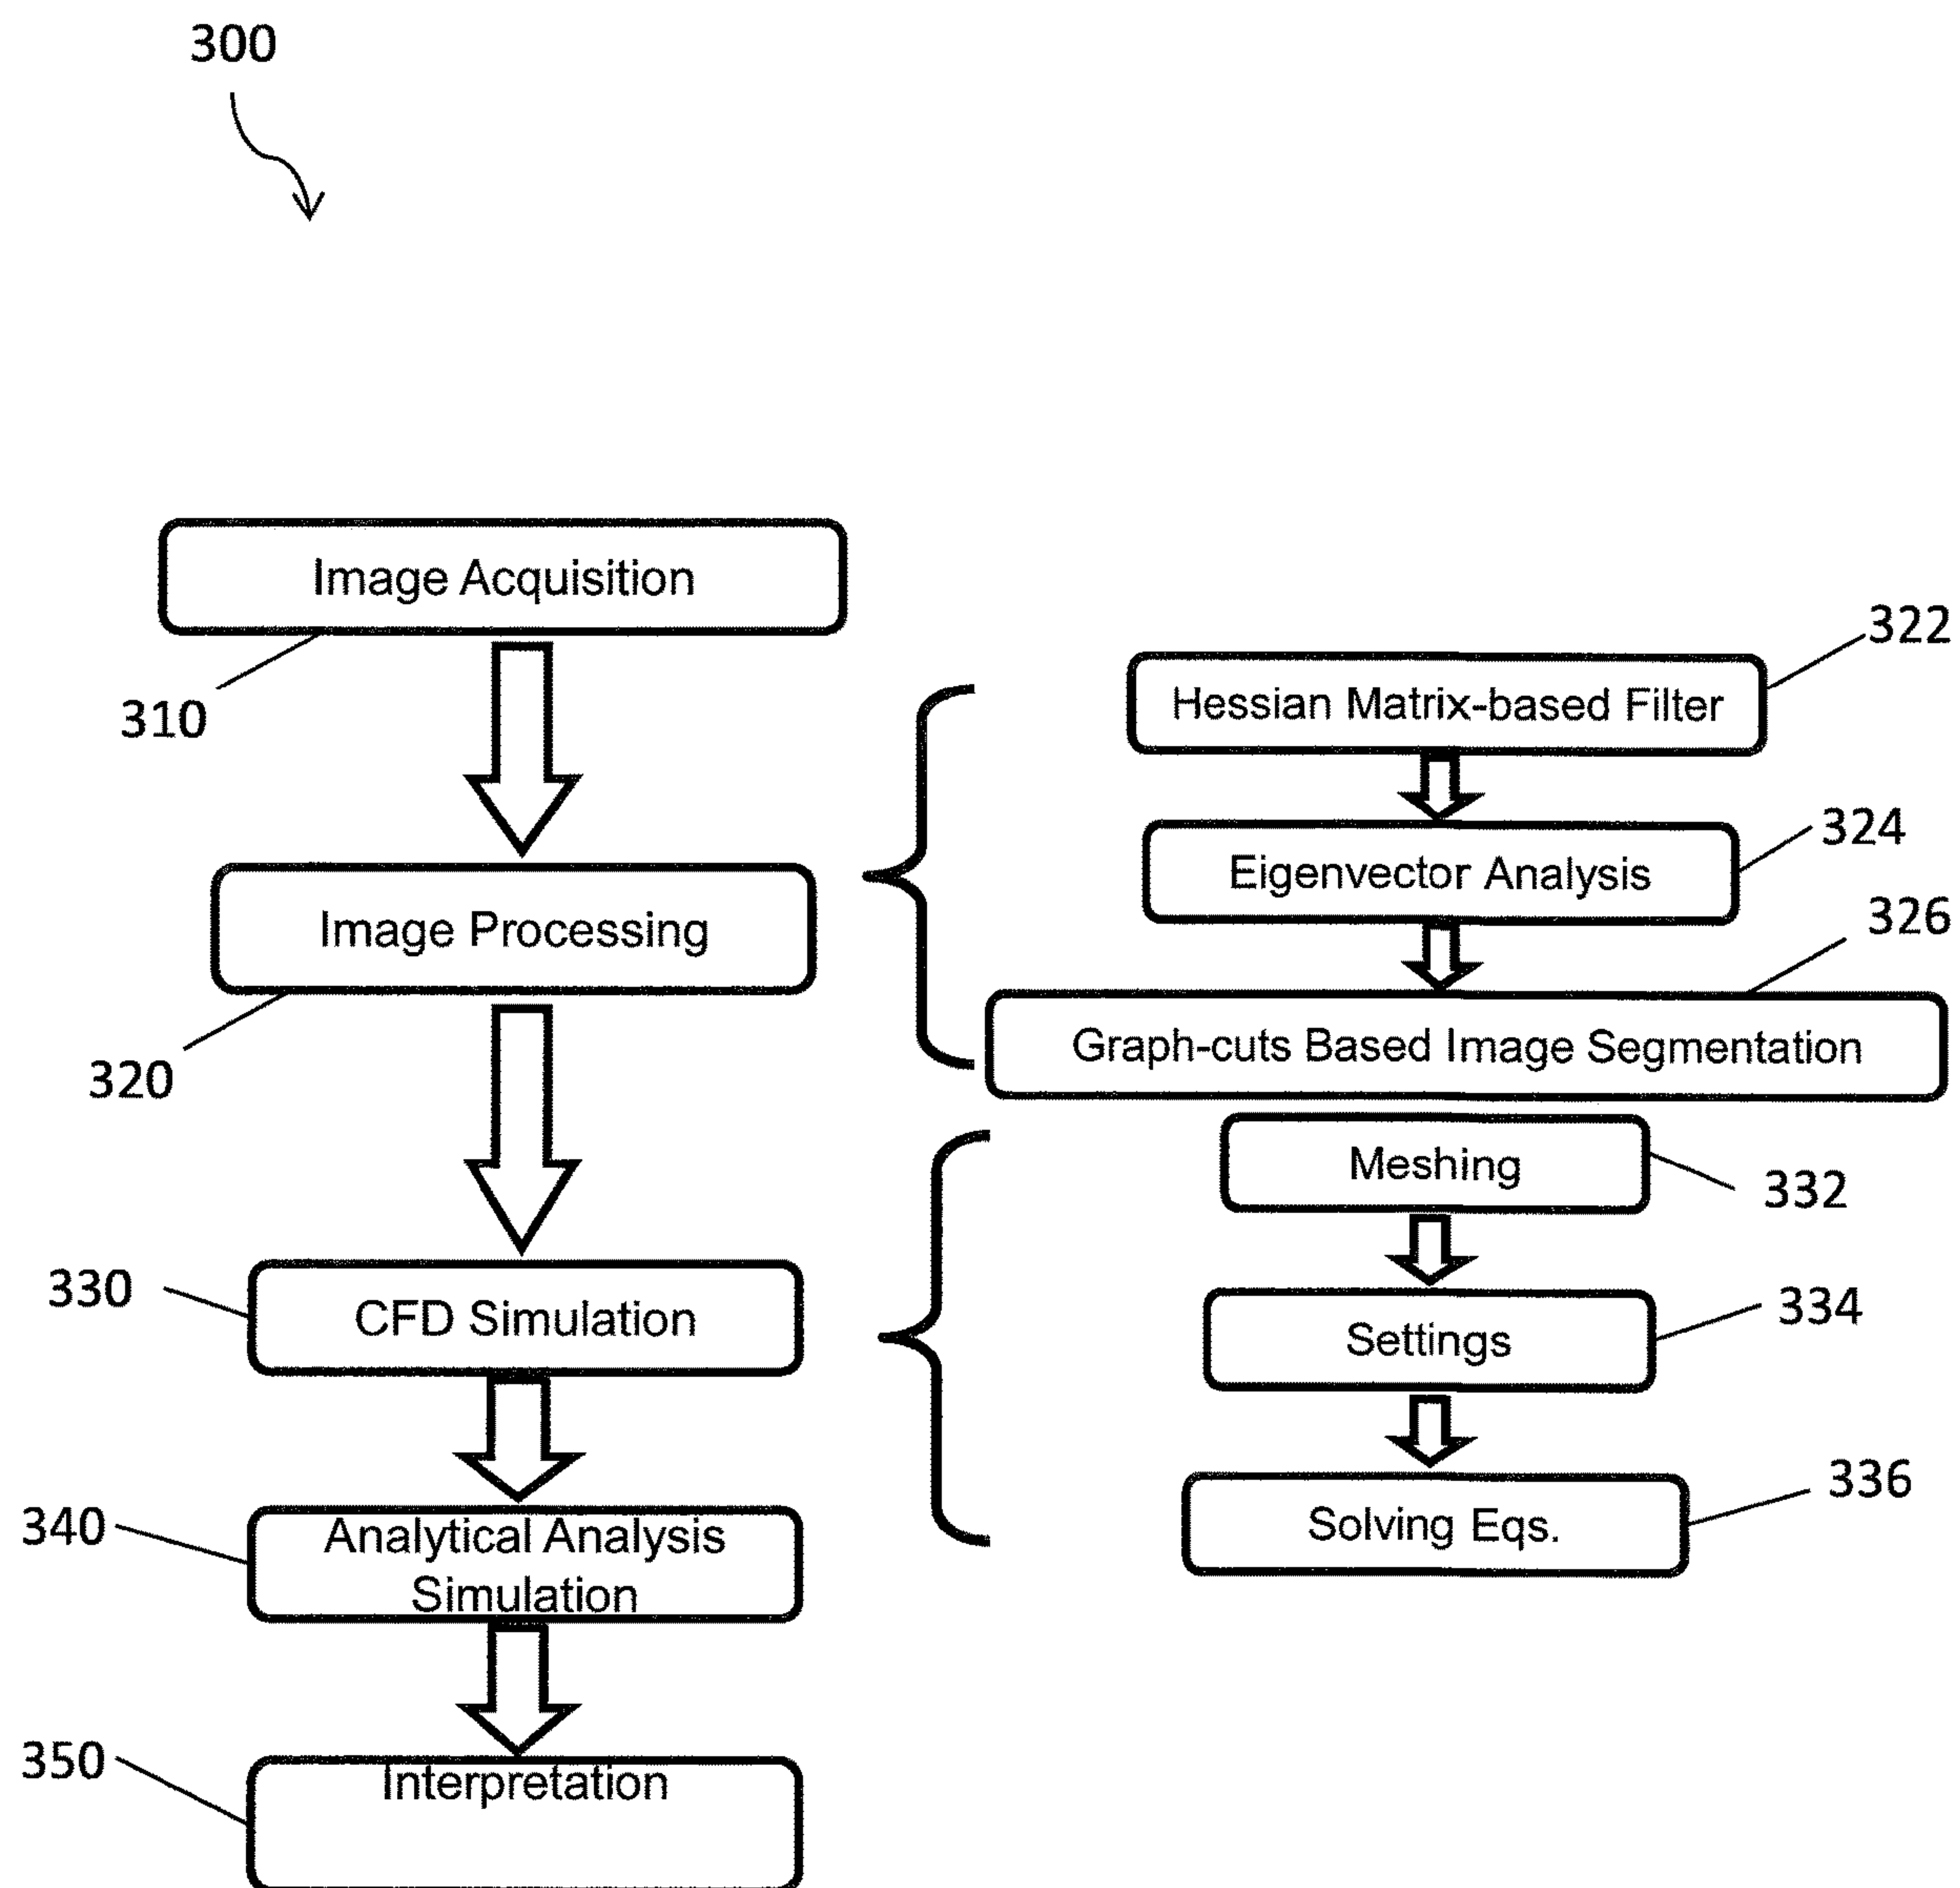 300
Image Acquisition
310
Image Processing
320
322
Hessian Matrix-based Filter
324
Eigenvector Analysis
326
Graph-cuts Based Image Segmentation
330
CFD Simulation
Meshing
332
334
Settings
336
Solving Eqs.
340
Analytical Analysis
Simulation
350
Interpretation